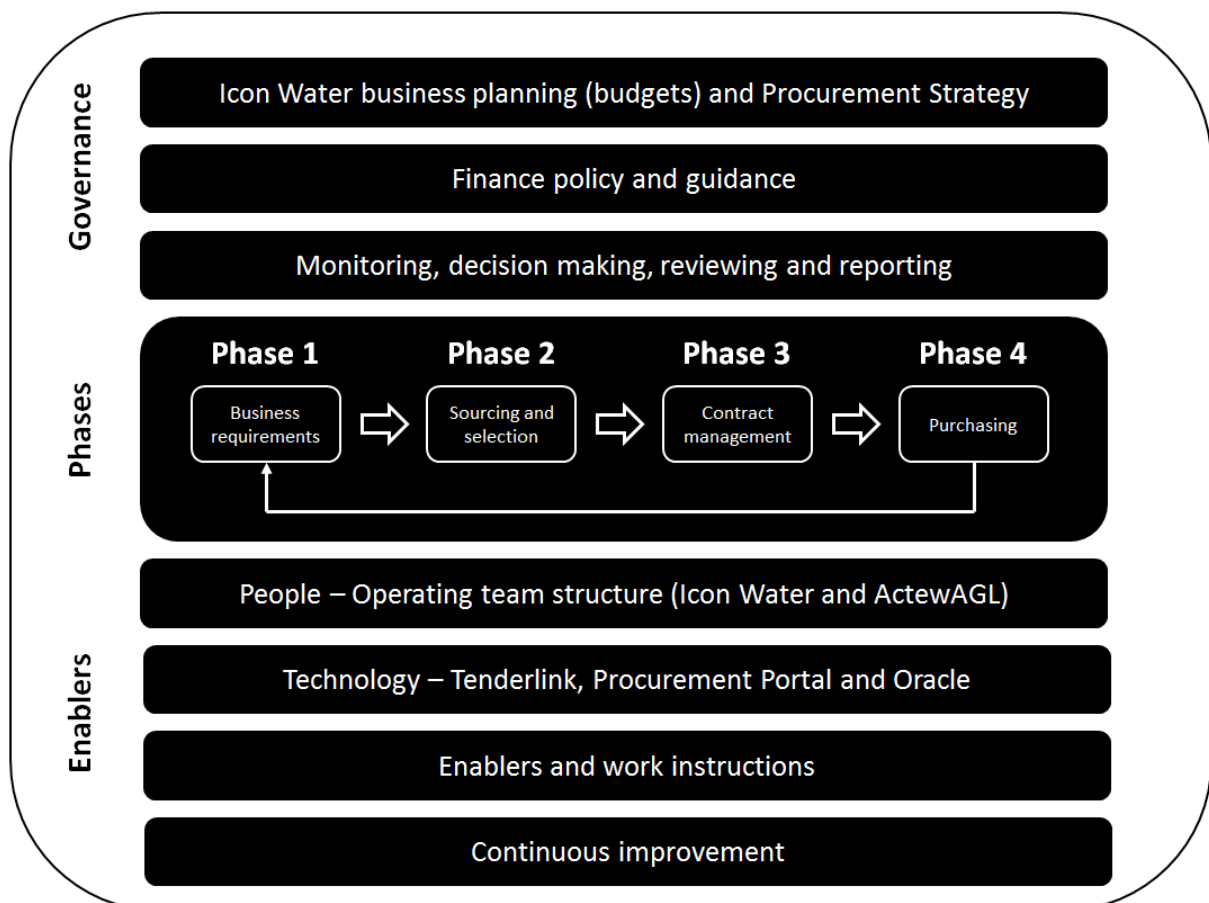 Governance
Icon Water business planning (budgets) and Procurement Strategy
Finance policy and guidance
Monitoring, decision making, reviewing and reporting
Phases
Phase 1
Phase 2
Phase 3
Phase 4
Business
requirements
Sourcing and
selection
Contract
management
Purchasing
Enablers
People – Operating team structure (Icon Water and ActewAGL)
Technology – Tenderlink, Procurement Portal and Oracle
Enablers and work instructions
Continuous improvement